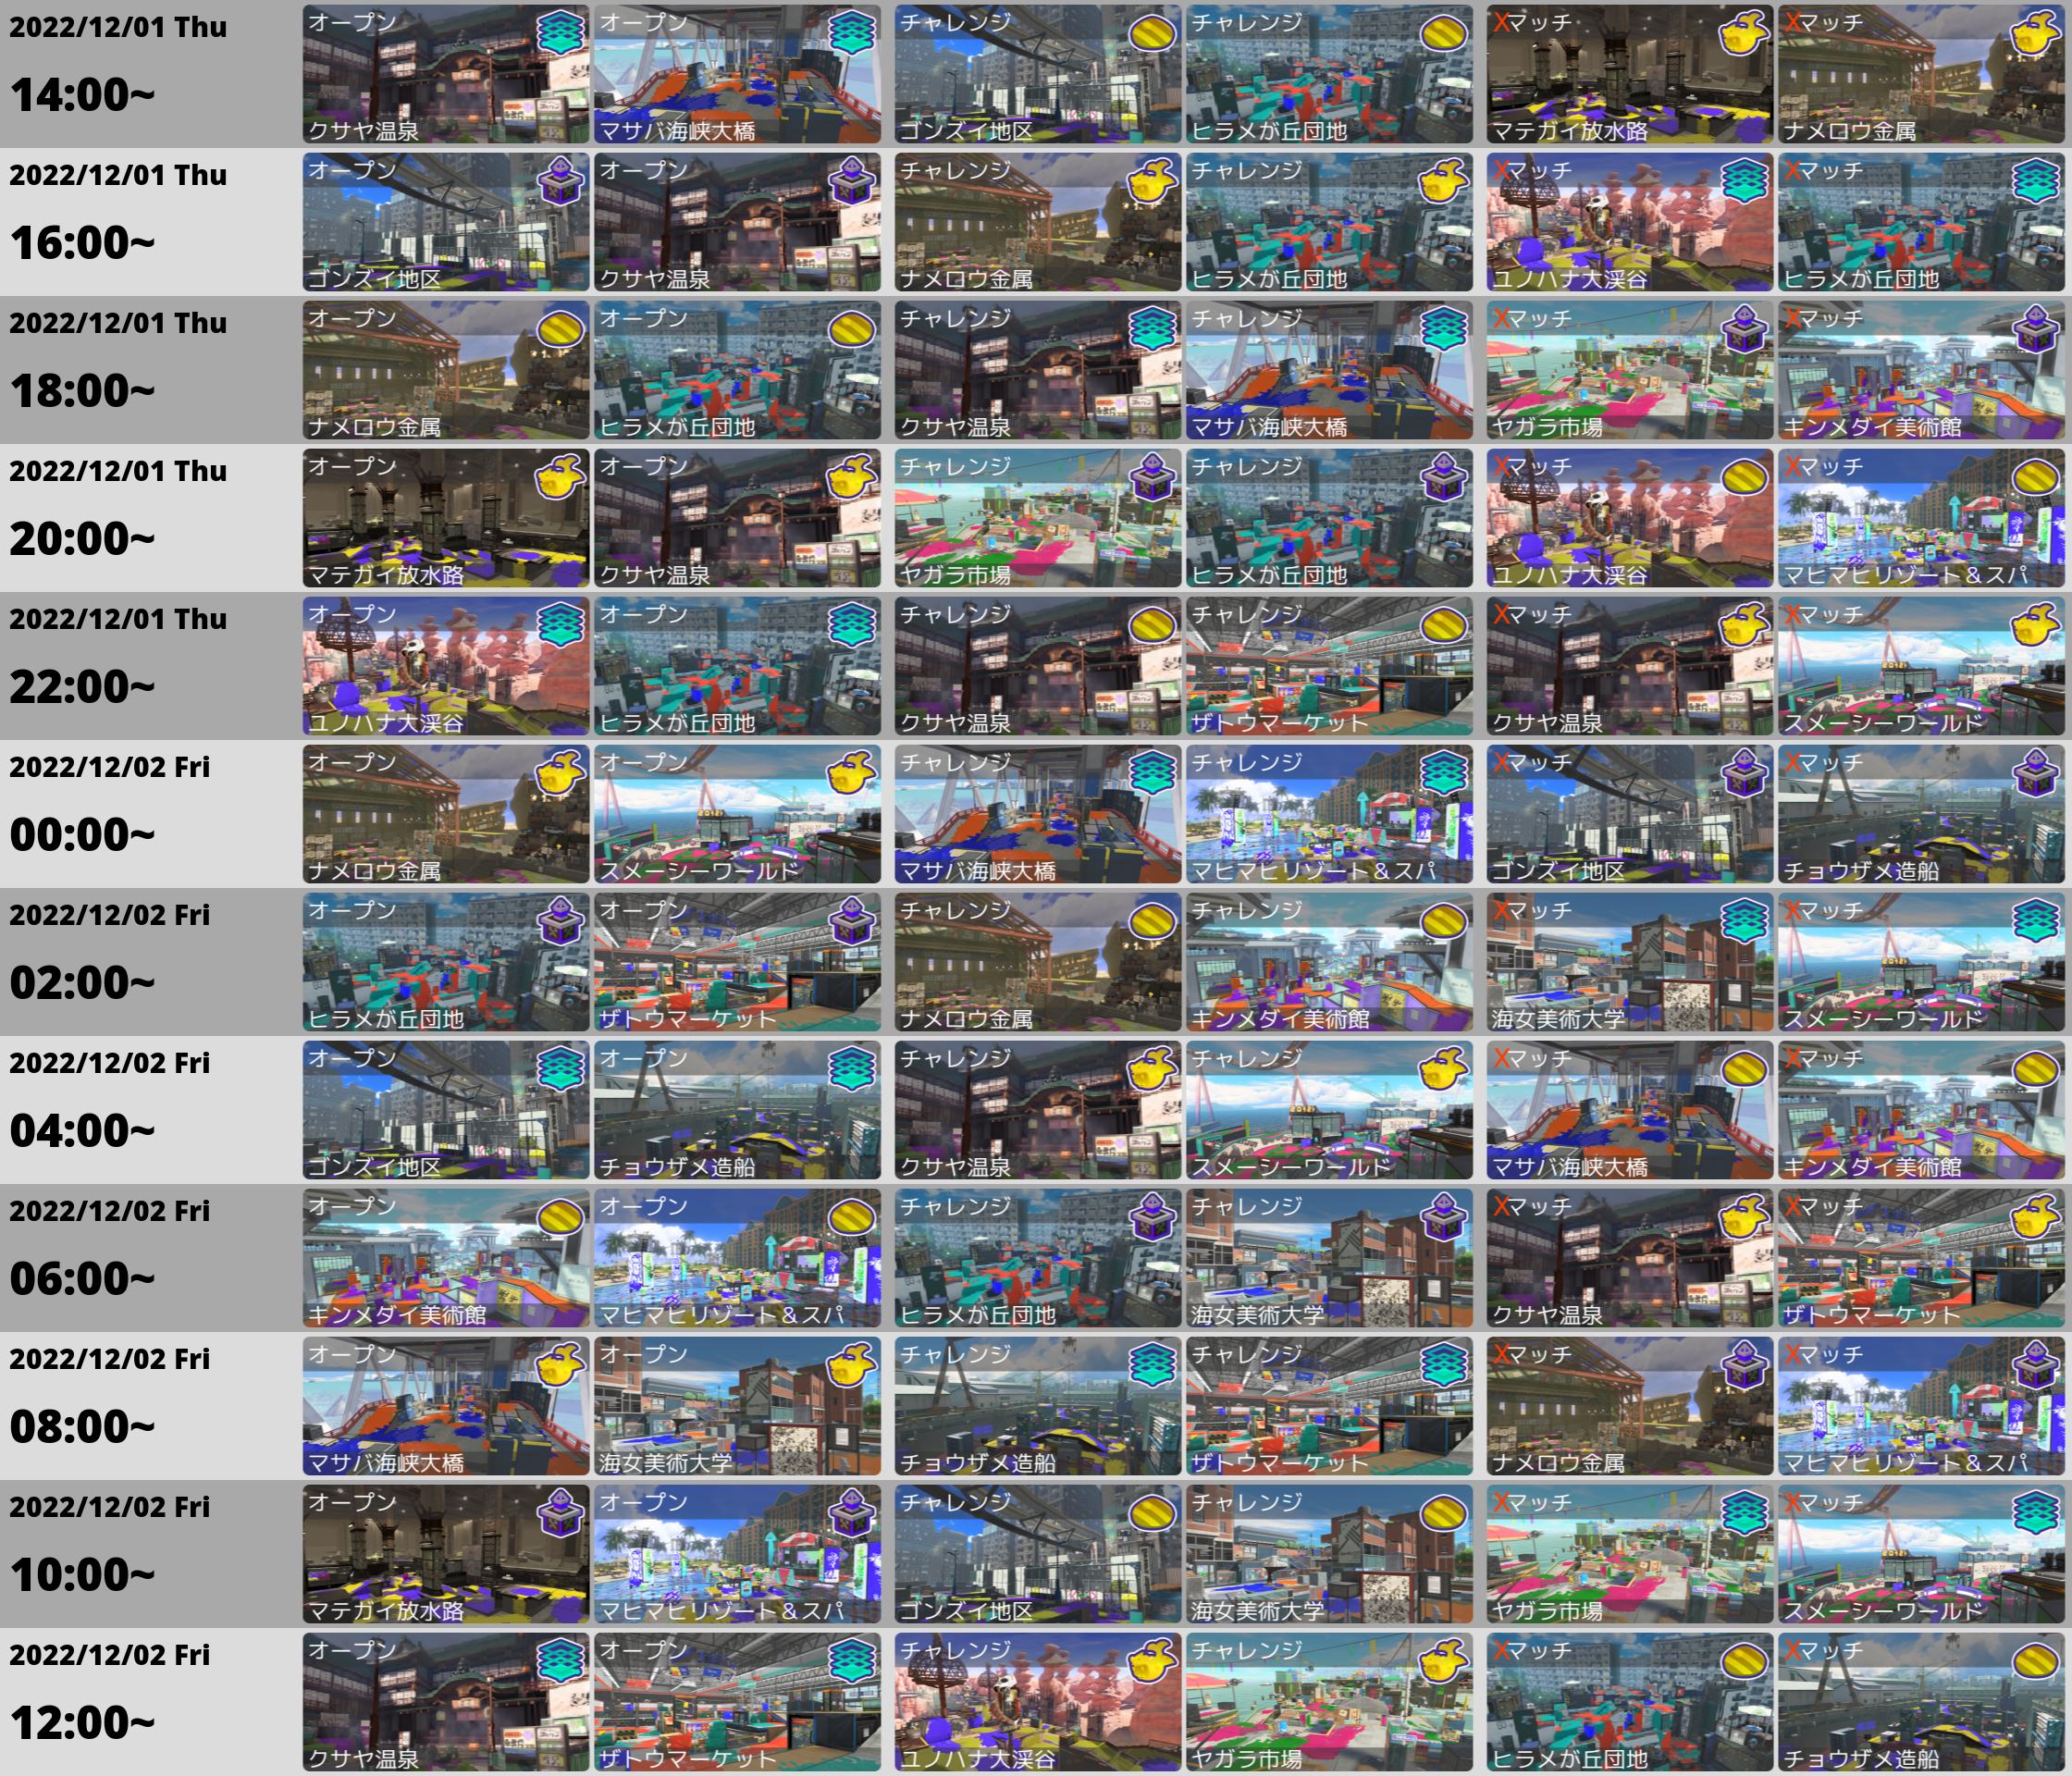 2022/12/01 Thu
14:00~
オープン
クサヤ温泉
オープン
マサバ海峡大橋
チャレンジ
ゴンズイ地区
チャレンジ
ヒラメが丘団地
Xマッチ
マテガイ放水路
Xマッチ
ナメロウ金属
2022/12/01 Thu
16:00~
オープン
ゴンズイ地区
オープン
クサヤ温泉
チャレンジ
ナメロウ金属
チャレンジ
ヒラメが丘団地
Xマッチ
ユノハナ大渓谷
Xマッチ
ヒラメが丘団地
2022/12/01 Thu
18:00~
オープン
ナメロウ金属
オープン
ヒラメが丘団地
チャレンジ
クサヤ温泉
チャレンジ
マサバ海峡大橋
Xマッチ
ヤガラ市場
Xマッチ
キンメダイ美術館
2022/12/01 Thu
20:00~
オープン
マテガイ放水路
オープン
クサヤ温泉
チャレンジ
ヤガラ市場
チャレンジ
ヒラメが丘団地
Xマッチ
ユノハナ大渓谷
Xマッチ
マヒマヒリゾート&スパ
2022/12/01 Thu
22:00~
オープン
ユノハナ大渓谷
オープン
ヒラメが丘団地
チャレンジ
クサヤ温泉
チャレンジ
ザトウマーケット
Xマッチ
クサヤ温泉
Xマッチ
スメーシーワールド
2022/12/02 Fri
00:00~
オープン
ナメロウ金属
オープン
スメーシーワールド
チャレンジ
マサバ海峡大橋
チャレンジ
マヒマヒリゾート&スパ
Xマッチ
ゴンズイ地区
Xマッチ
チョウザメ造船
2022/12/02 Fri
02:00~
オープン
ヒラメが丘団地
オープン
ザトウマーケット
チャレンジ
ナメロウ金属
チャレンジ
キンメダイ美術館
Xマッチ
海女美術大学
Xマッチ
スメーシーワールド
2022/12/02 Fri
04:00~
オープン
ゴンズイ地区
オープン
チョウザメ造船
チャレンジ
クサヤ温泉
チャレンジ
スメーシーワールド
Xマッチ
マサバ海峡大橋
Xマッチ
キンメダイ美術館
2022/12/02 Fri
06:00~
オープン
キンメダイ美術館
オープン
マヒマヒリゾート&スパ
チャレンジ
ヒラメが丘団地
チャレンジ
海女美術大学
Xマッチ
クサヤ温泉
Xマッチ
ザトウマーケット
2022/12/02 Fri
08:00~
オープン
マサバ海峡大橋
オープン
海女美術大学
チャレンジ
チョウザメ造船
チャレンジ
ザトウマーケット
Xマッチ
ナメロウ金属
Xマッチ
マヒマヒリゾート&スパ
2022/12/02 Fri
10:00~
オープン
マテガイ放水路
オープン
マヒマヒリゾート&スパ
チャレンジ
ゴンズイ地区
チャレンジ
海女美術大学
Xマッチ
ヤガラ市場
Xマッチ
スメーシーワールド
2022/12/02 Fri
12:00~
オープン
クサヤ温泉
オープン
ザトウマーケット
チャレンジ
ユノハナ大渓谷
チャレンジ
ヤガラ市場
Xマッチ
ヒラメが丘団地
Xマッチ
チョウザメ造船